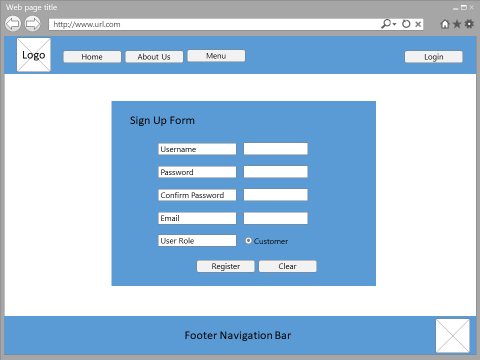 Web page title
http://www.url.com
Logo
Home
About Us
Menu
Login
Sign Up Form
Username
Password
Confirm Password
Email
User Role
Customer
Register
Clear
Footer Navigation Bar